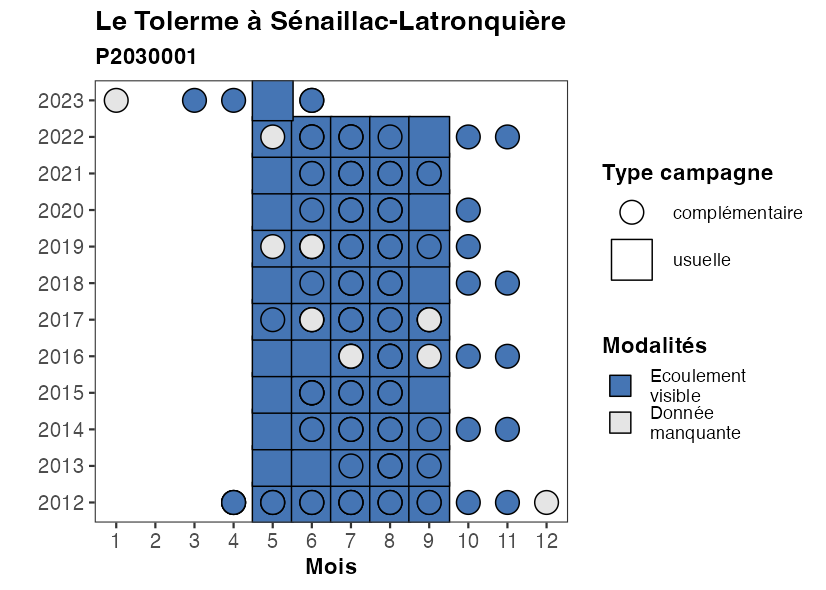 Le Tolerme à Sénaillac-Latronquière
P2030001
2023
2022
2021
2020
2019
2018
2017
2016
2015
2014
2013
2012
1 2 3 4 5 6 7 8 9 10 11 12
Mois
Type campagne
complémentaire
usuelle
Modalités
Ecoulement
visible
Donnée
manquante